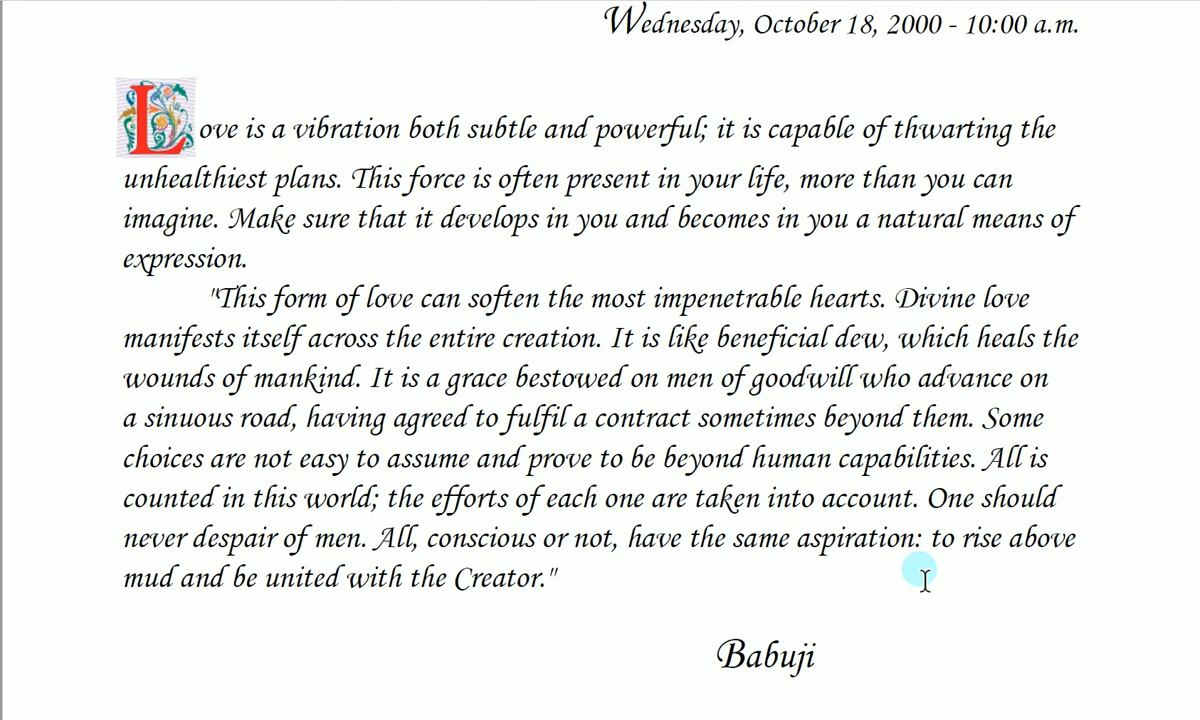 Wednesday, October 18, 2000 - 10:00 a.m.
Love is a vibration both subtle and powerful; it is capable of thwarting the
unhealthiest plans. This force is often present in your life, more than you can
imagine. Make sure that it develops in you and becomes in you a natural means of
expression.
"This form of love can soften the most impenetrable hearts. Divine love
manifests itself across the entire creation. It is like beneficial dew, which heals the
wounds of mankind. It is a grace bestowed on men of goodwill who advance on
a sinuous road, having agreed to fulfil a contract sometimes beyond them. Some
choices are not easy to assume and prove to be beyond human capabilities. All is
counted in this world; the efforts of each one are taken into account. One should
never despair of men. All, conscious or not, have the same aspiration: to rise above
mud and be united with the Creator."
Babuji